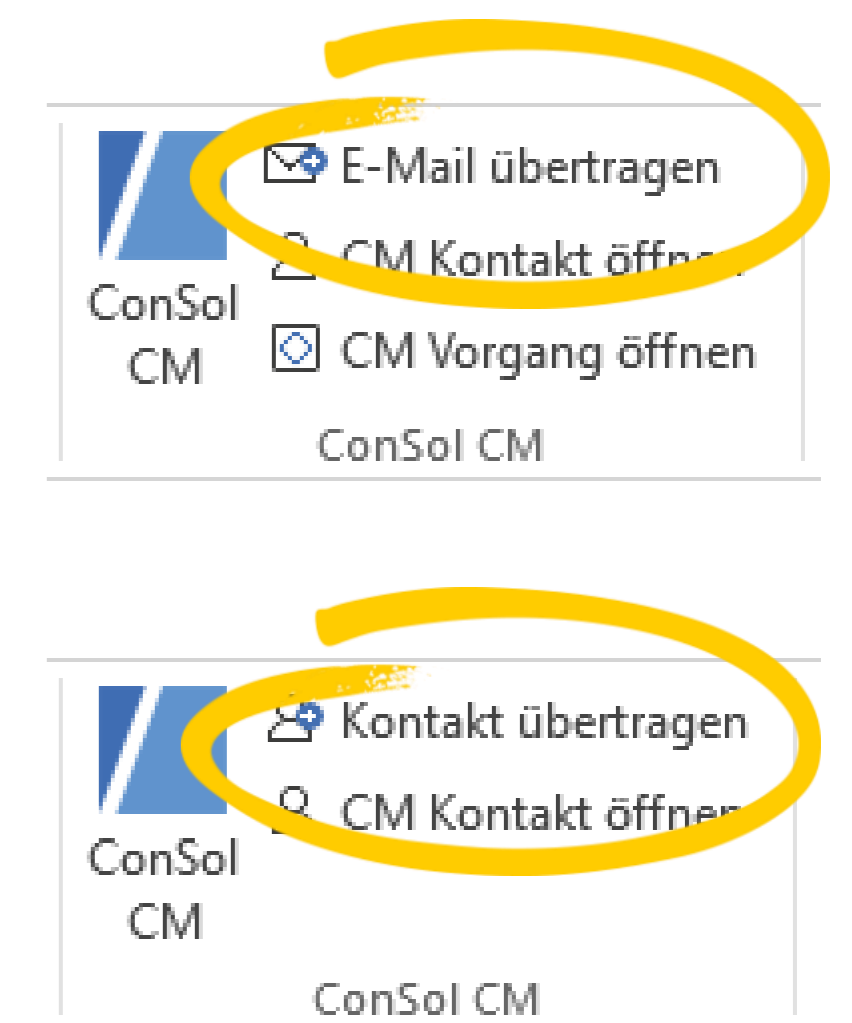 E-Mail übertragen
CM Kontakt öffnen
CM Vorgang öffnen
ConSol
CM
ConSol CM
Kontakt übertragen
CM Kontakt öffnen
ConSol
CM
ConSol CM